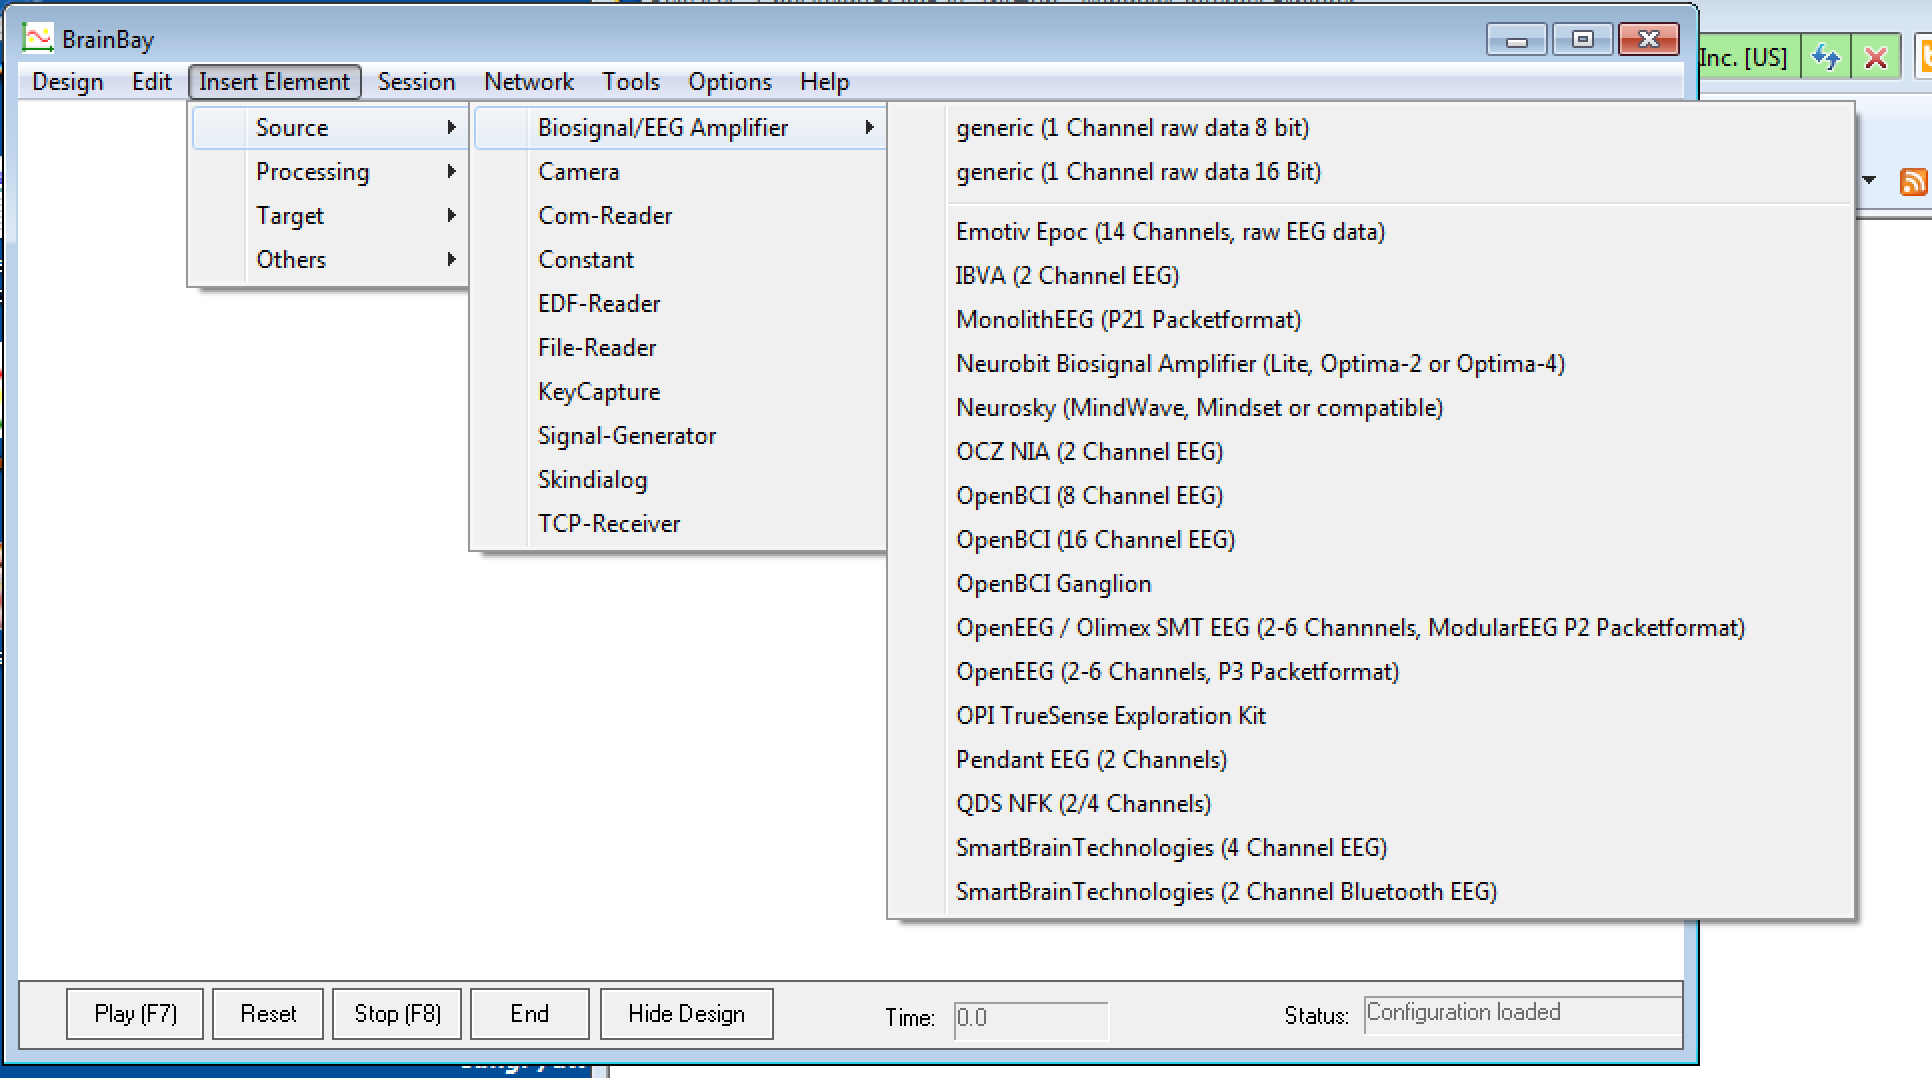 BrainBay
Inc. [US]
Design Edit Insert Element Session Network Tools Options Help
Source
Processing
Target
Others
Biosignal/EEG Amplifier
Camera
Com-Reader
Constant
EDF-Reader
File-Reader
KeyCapture
Signal-Generator
Skindialog
TCP-Receiver
generic (1 Channel raw data 8 bit)
generic (1 Channel raw data 16 Bit)
Emotiv Epoc (14 Channels, raw EEG data)
IBVA (2 Channel EEG)
MonolithEEG (P21 Packetformat)
Neurobit Biosignal Amplifier (Lite, Optima-2 or Optima-4)
Neurosky (MindWave, Mindset or compatible)
OCZ NIA (2 Channel EEG)
OpenBCI (8 Channel EEG)
OpenBCI (16 Channel EEG)
OpenBCI Ganglion
OpenEEG / Olimex SMT EEG (2-6 Channnels, ModularEEG P2 Packetformat)
OpenEEG (2-6 Channels, P3 Packetformat)
OPI TrueSense Exploration Kit
Pendant EEG (2 Channels)
QDS NFK (2/4 Channels)
SmartBrainTechnologies (4 Channel EEG)
SmartBrainTechnologies (2 Channel Bluetooth EEG)
Play (F7) Reset Stop (F8) End Hide Design Time: 0.0 Status: Configuration loaded